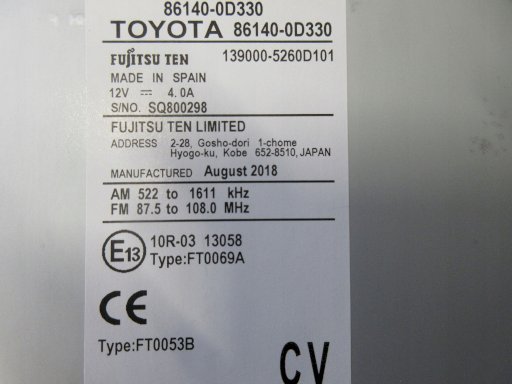 86140-0D330
TOYOTA 86140-0D330
FUJITSU TEN 139000-5260D101
MADE IN SPAIN
12V ⎓ 4.0A
S/NO. SQ800298
FUJITSU TEN LIMITED
ADDRESS 2-28, Gosho-dori 1-chome
Hyogo-ku, Kobe 652-8510, JAPAN
MANUFACTURED August 2018
AM 522 to 1611 kHz
FM 87.5 to 108.0 MHz
E13 10R-03 13058
Type:FT0069A
CE
Type:FT0053B
CV